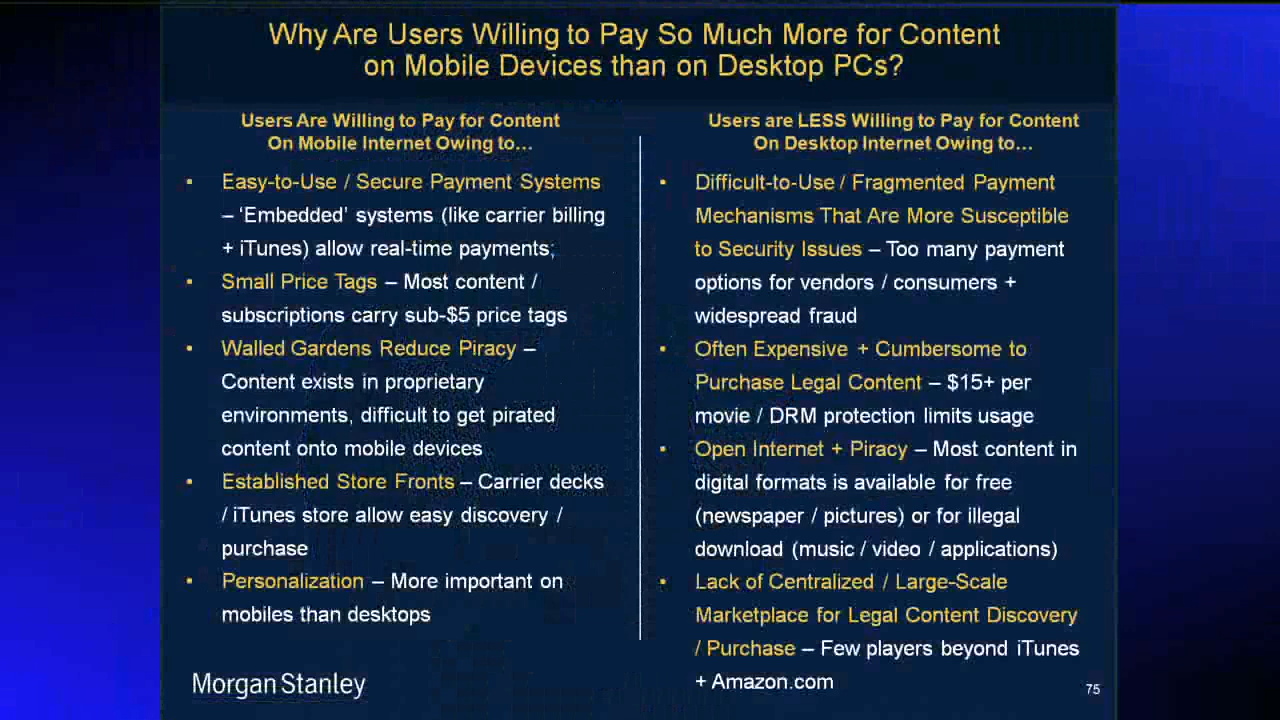 Why Are Users Willing to Pay So Much More for Content
on Mobile Devices than on Desktop PCs?
Users Are Willing to Pay for Content
On Mobile Internet Owing to...
• Easy-to-Use / Secure Payment Systems
– ‘Embedded’ systems (like carrier billing
+ iTunes) allow real-time payments;
• Small Price Tags – Most content /
subscriptions carry sub-$5 price tags
• Walled Gardens Reduce Piracy –
Content exists in proprietary
environments, difficult to get pirated
content onto mobile devices
• Established Store Fronts – Carrier decks
/ iTunes store allow easy discovery /
purchase
• Personalization – More important on
mobiles than desktops
Users are LESS Willing to Pay for Content
On Desktop Internet Owing to...
• Difficult-to-Use / Fragmented Payment
Mechanisms That Are More Susceptible
to Security Issues – Too many payment
options for vendors / consumers +
widespread fraud
• Often Expensive + Cumbersome to
Purchase Legal Content – $15+ per
movie / DRM protection limits usage
• Open Internet + Piracy – Most content in
digital formats is available for free
(newspaper / pictures) or for illegal
download (music / video / applications)
• Lack of Centralized / Large-Scale
Marketplace for Legal Content Discovery
/ Purchase – Few players beyond iTunes
+ Amazon.com
Morgan Stanley
75